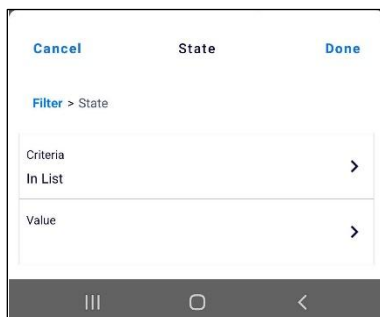 Cancel State Done
Filter > State
Criteria
In List
Value